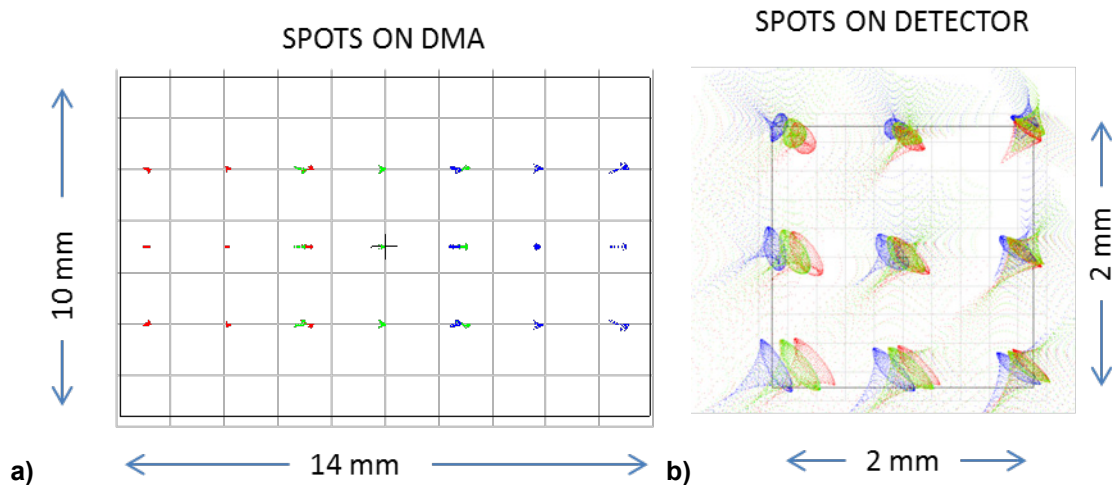 SPOTS ON DMA
SPOTS ON DETECTOR
10 mm
2 mm
a)
14 mm
b)
2 mm